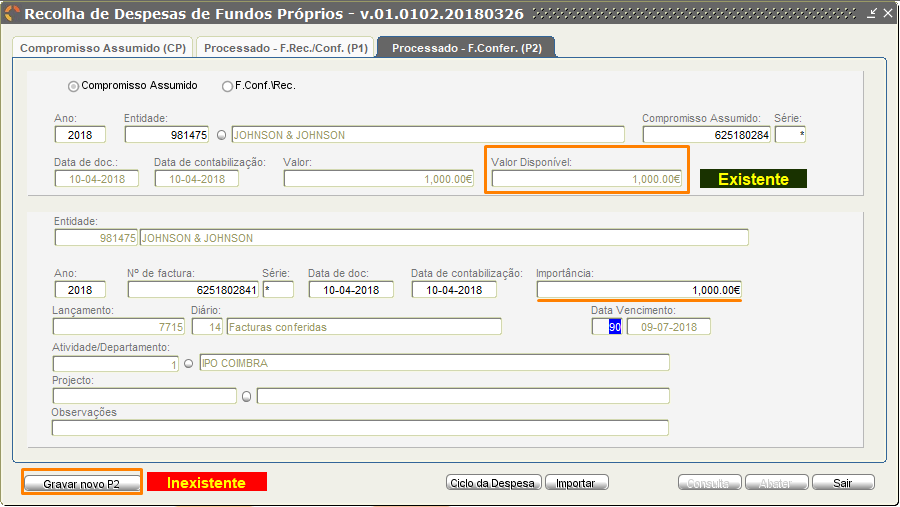 Recolha de Despesas de Fundos Próprios - v.01.0102.20180326
Compromisso Assumido (CP) Processado - F.Rec./Conf. (P1) Processado - F.Confer. (P2)
Compromisso Assumido F.Conf.\Rec.
Ano: Entidade: Compromisso Assumido: Série:
2018 981475 JOHNSON & JOHNSON 625180284 *
Data de doc.: Data de contabilização: Valor: Valor Disponível:
10-04-2018 10-04-2018 1,000.00€ 1,000.00€ Existente
Entidade:
981475 JOHNSON & JOHNSON
Ano: Nº de factura: Série: Data de doc: Data de contabilização: Importância:
2018 6251802841 * 10-04-2018 10-04-2018 1,000.00€
Lançamento: Diário: Data Vencimento:
7715 14 Facturas conferidas 90 09-07-2018
Atividade/Departamento:
1 IPO COIMBRA
Projecto:
Observações
Gravar novo P2 Inexistente Ciclo da Despesa Importar Consulta Abater Sair